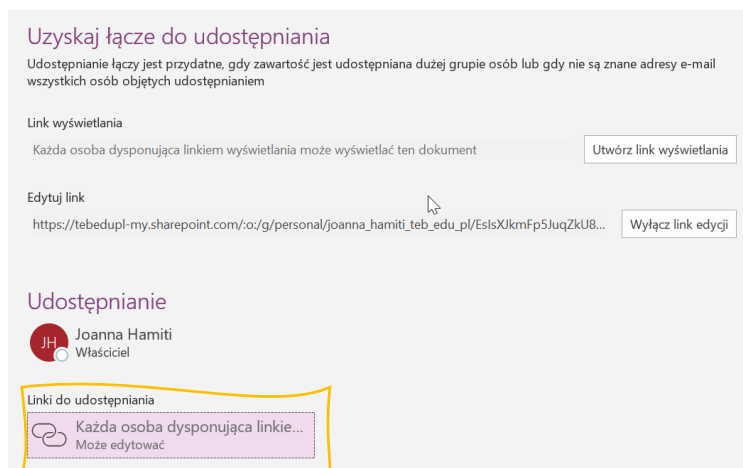 Uzyskaj łącze do udostępniania
Udostępnianie łączy jest przydatne, gdy zawartość jest udostępniana dużej grupie osób lub gdy nie są znane adresy e-mail
wszystkich osób objętych udostępnianiem
Link wyświetlania
Każda osoba dysponująca linkiem wyświetlania może wyświetlać ten dokument
Utwórz link wyświetlania
Edytuj link
https://tebedupl-my.sharepoint.com/:o:/g/personal/joanna_hamiti_teb_edu_pl/EsIsXJkmFp5JuqZkU8...
Wyłącz link edycji
Udostępnianie
JH
Joanna Hamiti
Właściciel
Linki do udostępniania
Każda osoba dysponująca linkie...
Może edytować